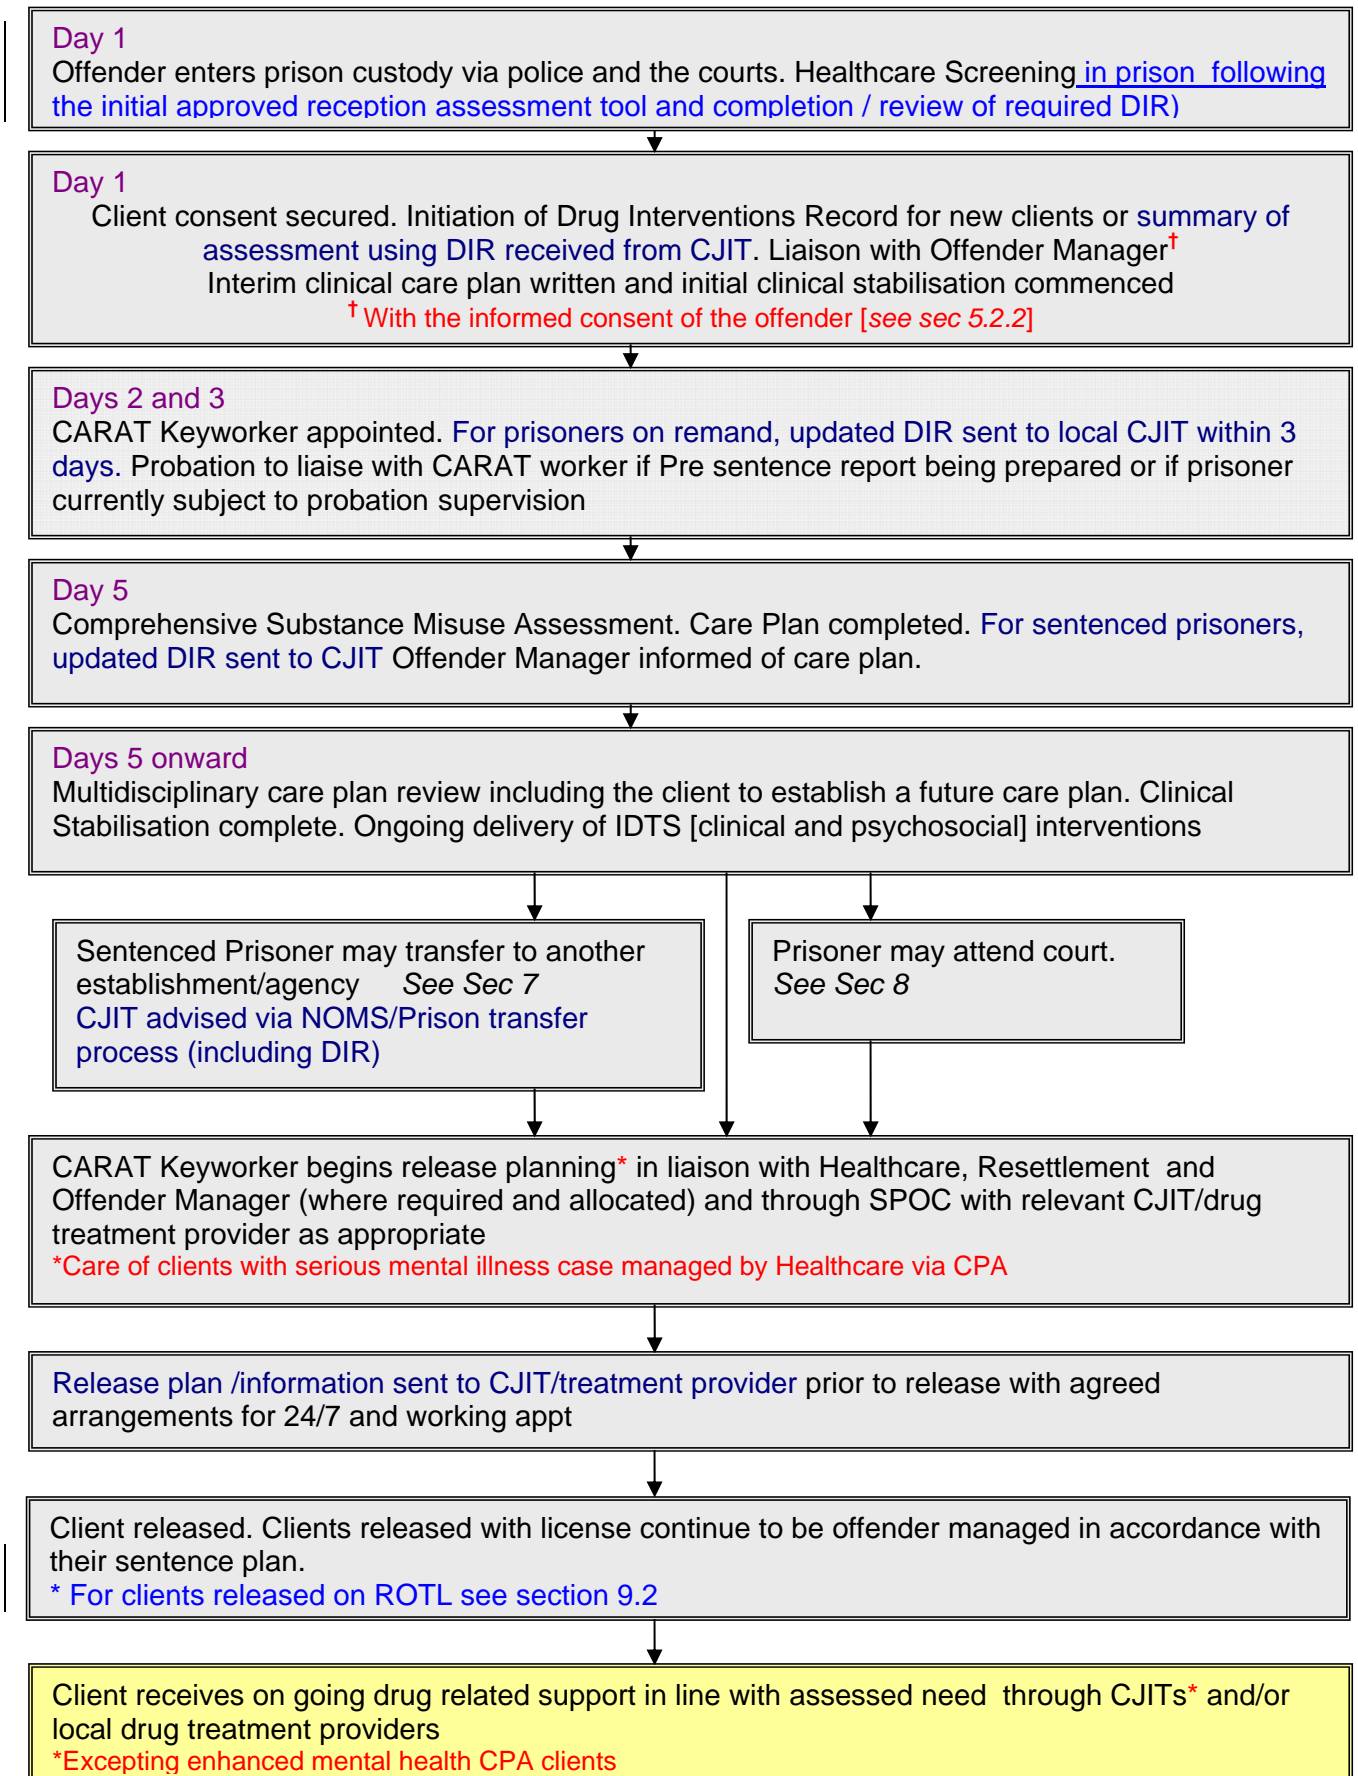 Day 1
Offender enters prison custody via police and the courts. Healthcare Screening in prison  following
the initial approved reception assessment tool and completion / review of required DIR)
Day 1
Client consent secured. Initiation of Drug Interventions Record for new clients or summary of
assessment using DIR received from CJIT. Liaison with Offender Manager†
Interim clinical care plan written and initial clinical stabilisation commenced
† With the informed consent of the offender [see sec 5.2.2]
Days 2 and 3
CARAT Keyworker appointed. For prisoners on remand, updated DIR sent to local CJIT within 3
days. Probation to liaise with CARAT worker if Pre sentence report being prepared or if prisoner
currently subject to probation supervision
Day 5
Comprehensive Substance Misuse Assessment. Care Plan completed. For sentenced prisoners,
updated DIR sent to CJIT Offender Manager informed of care plan.
Days 5 onward
Multidisciplinary care plan review including the client to establish a future care plan. Clinical
Stabilisation complete. Ongoing delivery of IDTS [clinical and psychosocial] interventions
Sentenced Prisoner may transfer to another
establishment/agency See Sec 7
CJIT advised via NOMS/Prison transfer
process (including DIR)
Prisoner may attend court.
See Sec 8
CARAT Keyworker begins release planning* in liaison with Healthcare, Resettlement  and
Offender Manager (where required and allocated) and through SPOC with relevant CJIT/drug
treatment provider as appropriate
*Care of clients with serious mental illness case managed by Healthcare via CPA
Release plan /information sent to CJIT/treatment provider prior to release with agreed
arrangements for 24/7 and working appt
Client released. Clients released with license continue to be offender managed in accordance with
their sentence plan.
* For clients released on ROTL see section 9.2
Client receives on going drug related support in line with assessed need  through CJITs* and/or
local drug treatment providers
*Excepting enhanced mental health CPA clients